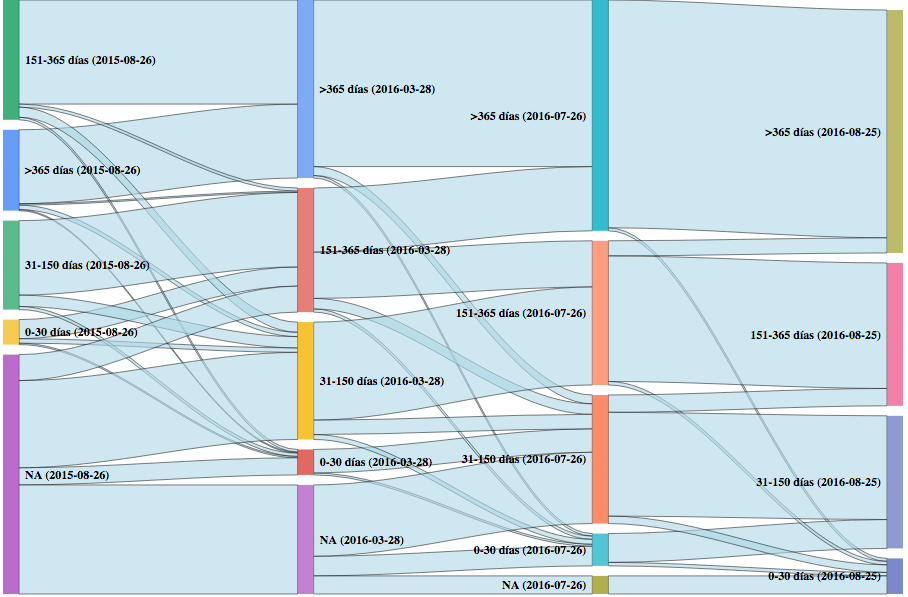 151-365 días (2015-08-26)
>365 días (2015-08-26)
31-150 días (2015-08-26)
0-30 días (2015-08-26)
NA (2015-08-26)
>365 días (2016-03-28)
151-365 días (2016-03-28)
31-150 días (2016-03-28)
0-30 días (2016-03-28)
NA (2016-03-28)
>365 días (2016-07-26)
151-365 días (2016-07-26)
31-150 días (2016-07-26)
0-30 días (2016-07-26)
NA (2016-07-26)
>365 días (2016-08-25)
151-365 días (2016-08-25)
31-150 días (2016-08-25)
0-30 días (2016-08-25)